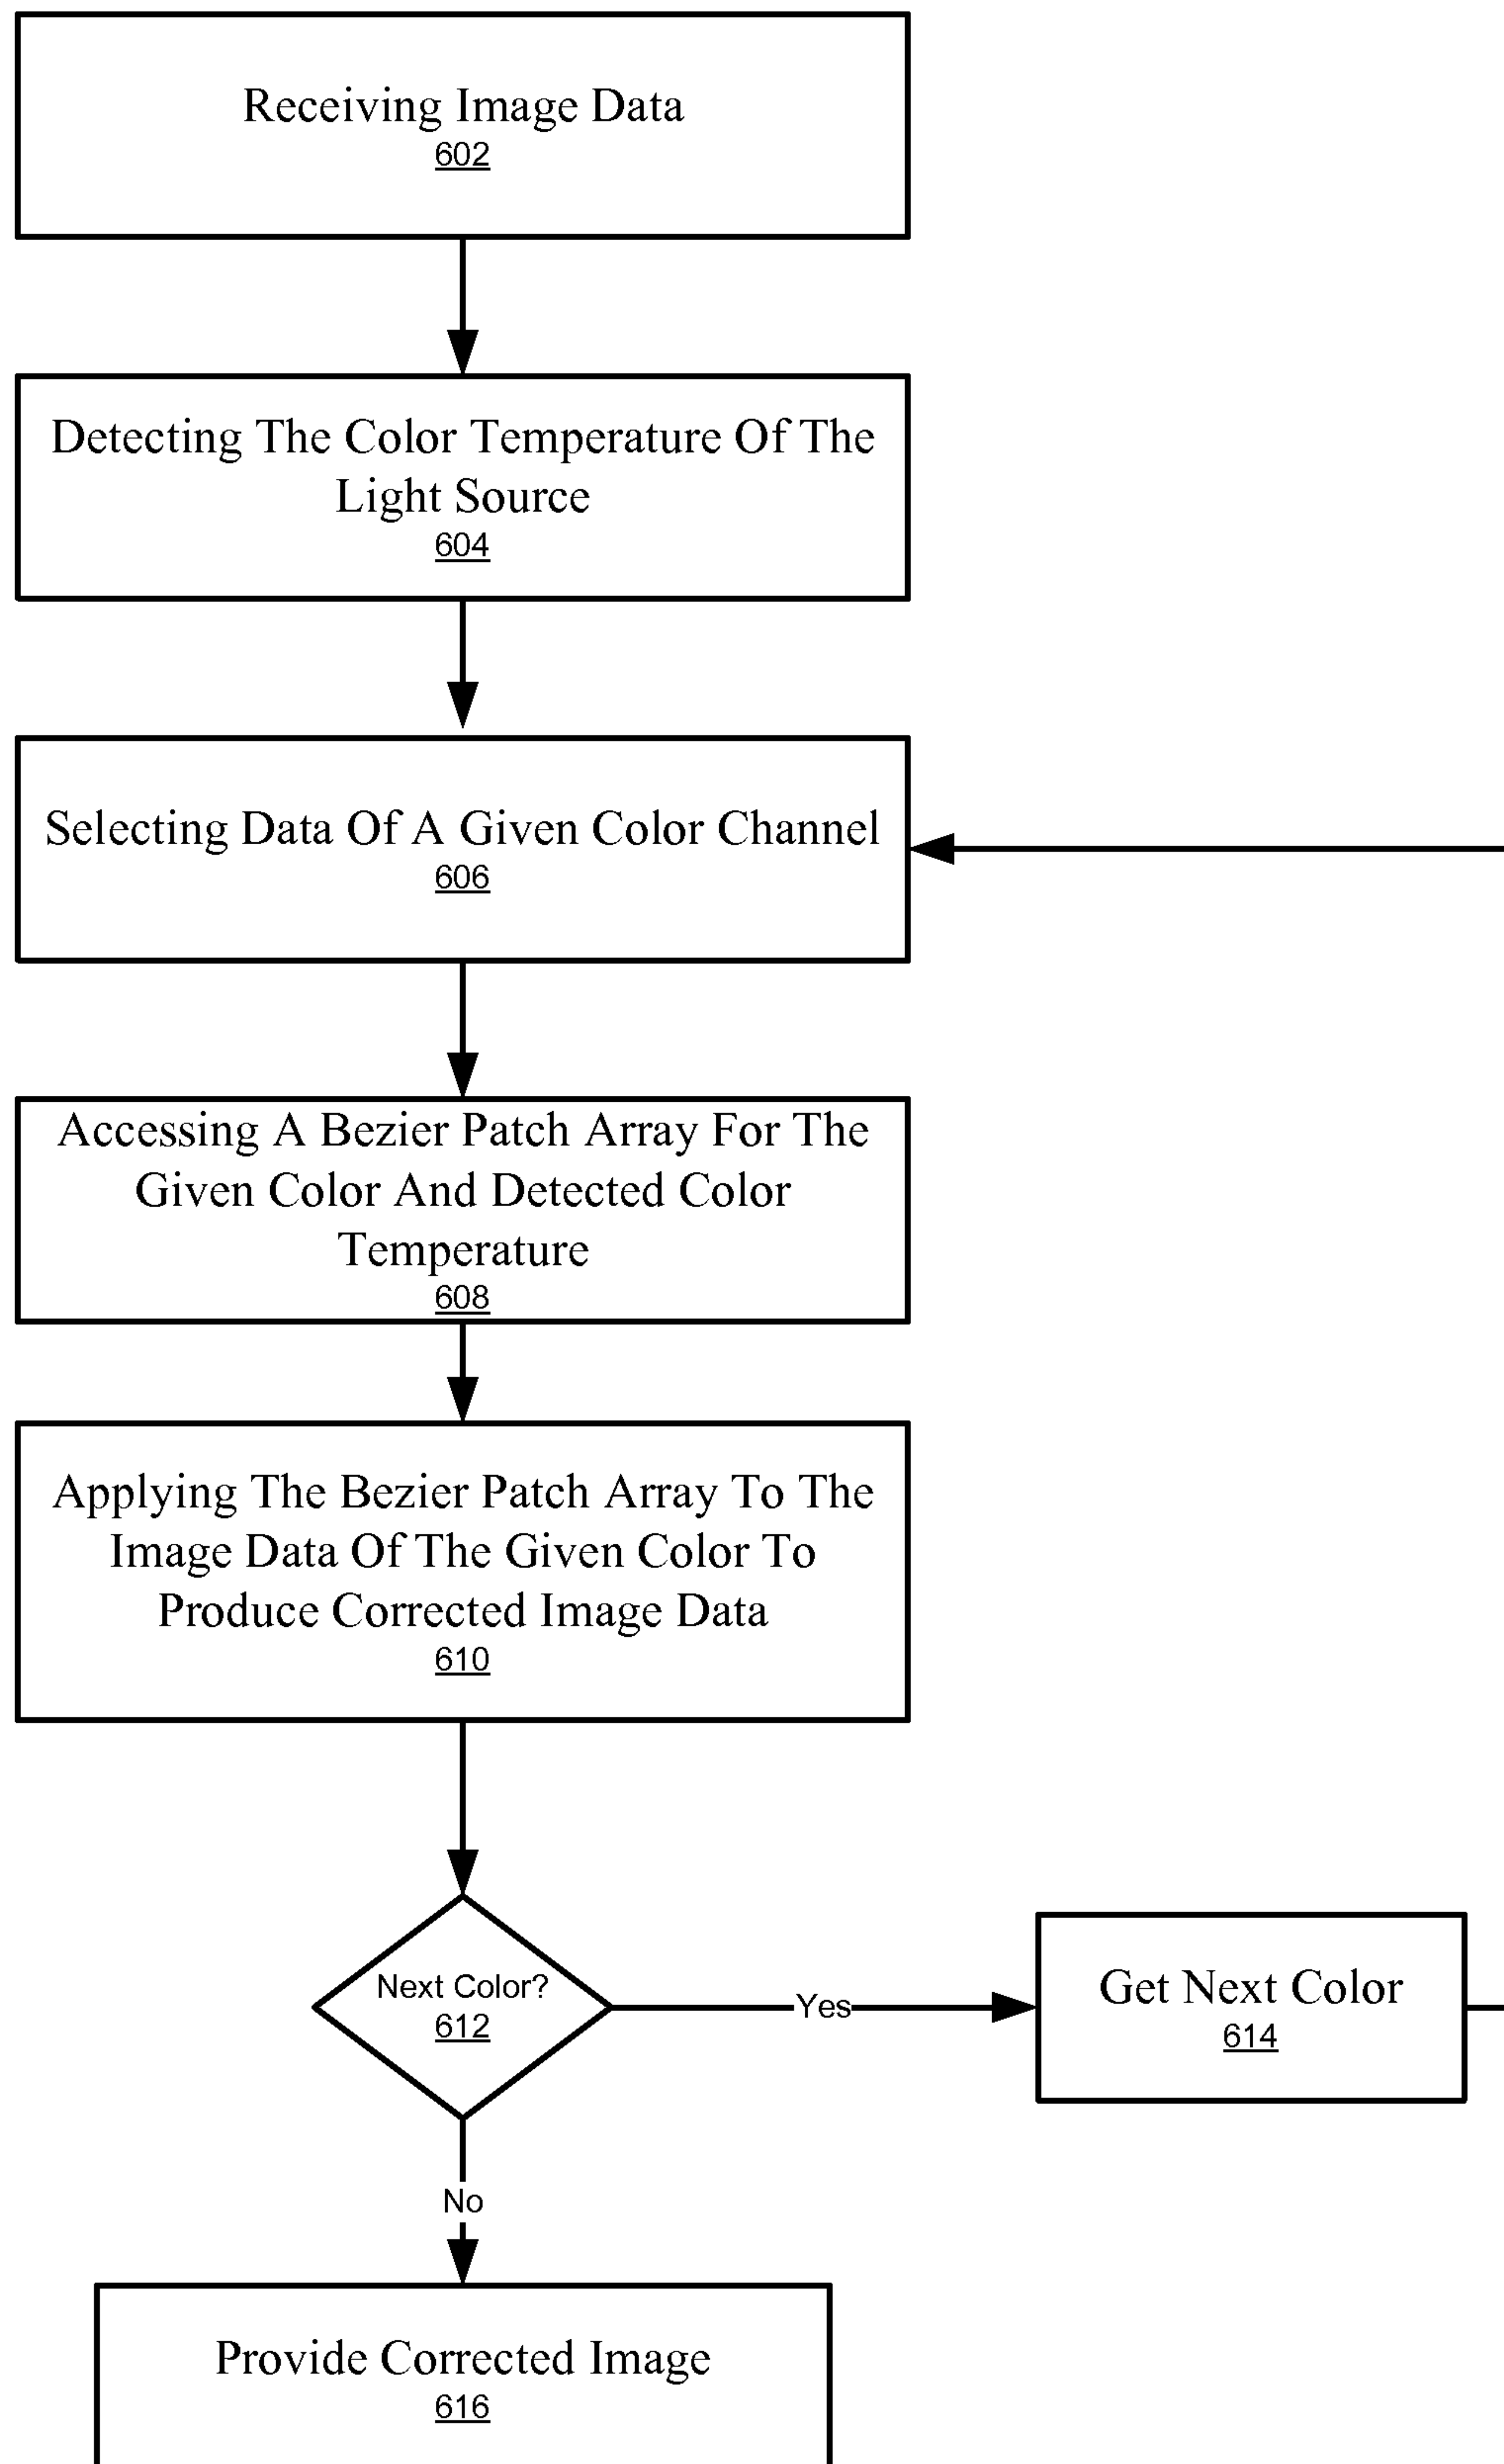 Receiving Image Data
602
Detecting The Color Temperature Of The
Light Source
604
Selecting Data Of A Given Color Channel
606
Accessing A Bezier Patch Array For The
Given Color And Detected Color
Temperature
608
Applying The Bezier Patch Array To The
Image Data Of The Given Color To
Produce Corrected Image Data
610
Next Color?
612
Yes
Get Next Color
614
No
Provide Corrected Image
616